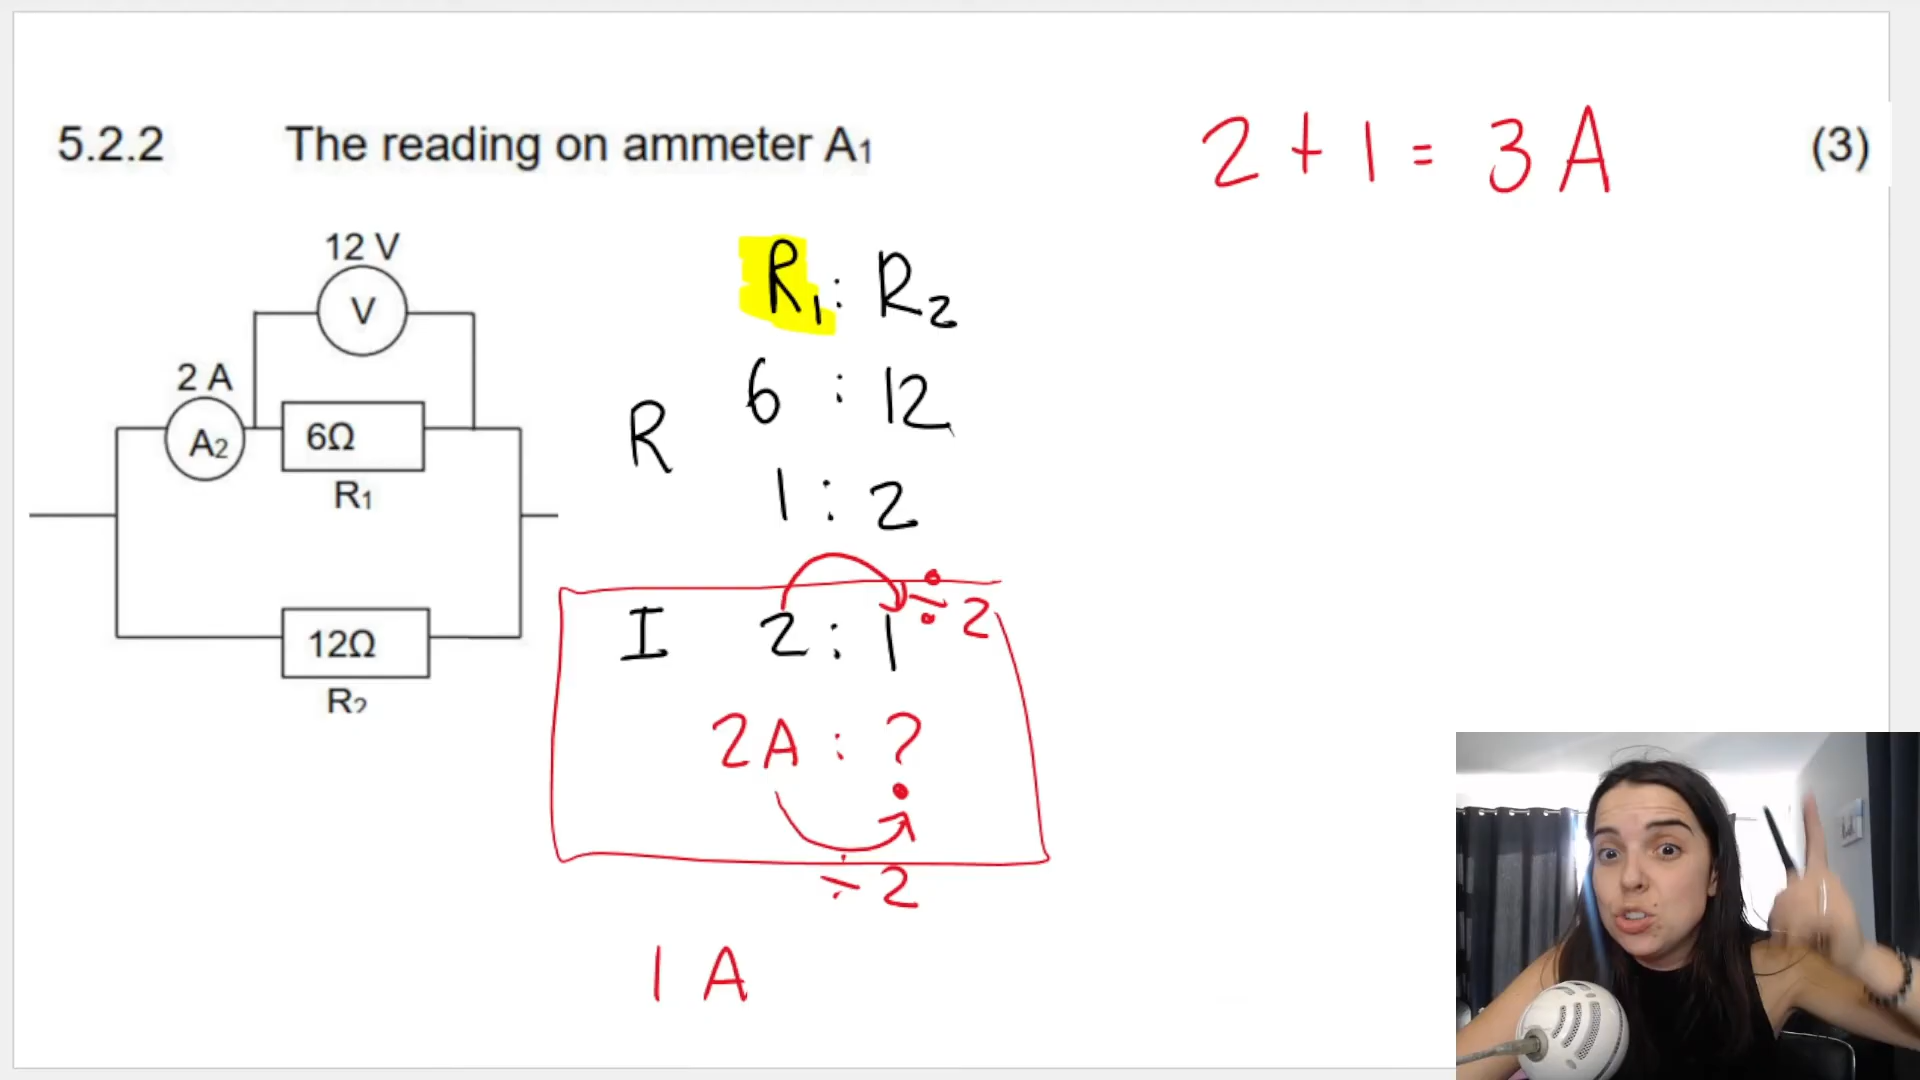 5.2.2 The reading on ammeter A1 (3)
2 + 1 = 3 A
12 V
V
2 A
A2
6Ω
R1
12Ω
R2
R1 : R2
R
6 : 12
1 : 2
÷ 2
I 2 : 1
2A : ?
÷ 2
1 A